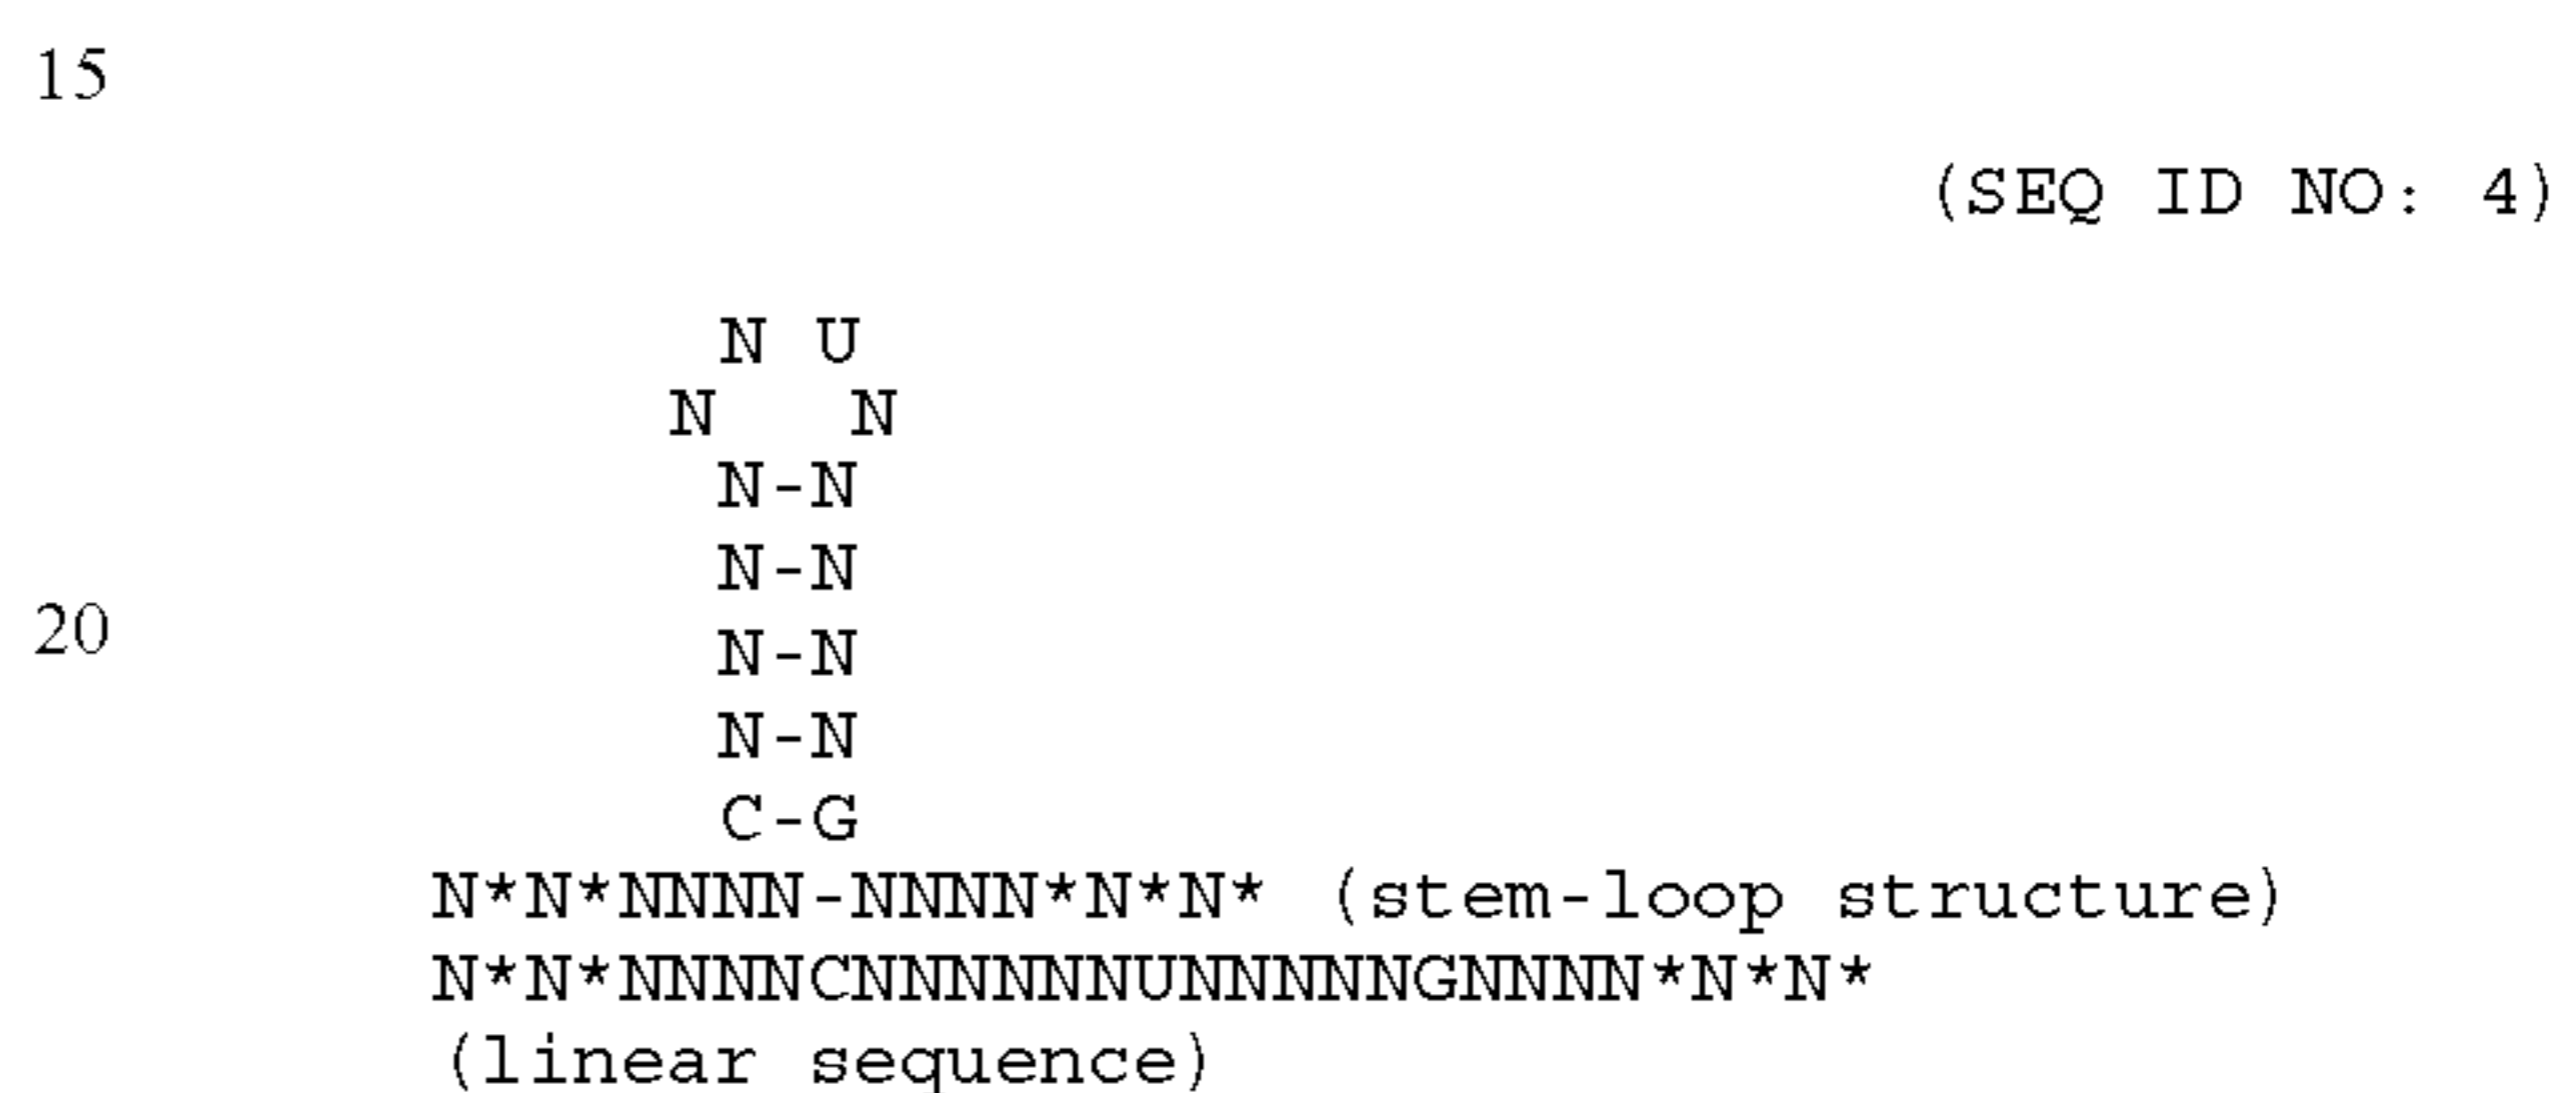 15
(SEQ ID NO: 4)
N U
N N
N-N
N-N
20
N-N
N-N
C-G
N*N*NNNN-NNNN*N*N* (stem-loop structure)
N*N*NNNNCNNNNNNUNNNNNGNNNN*N*N*
(linear sequence)